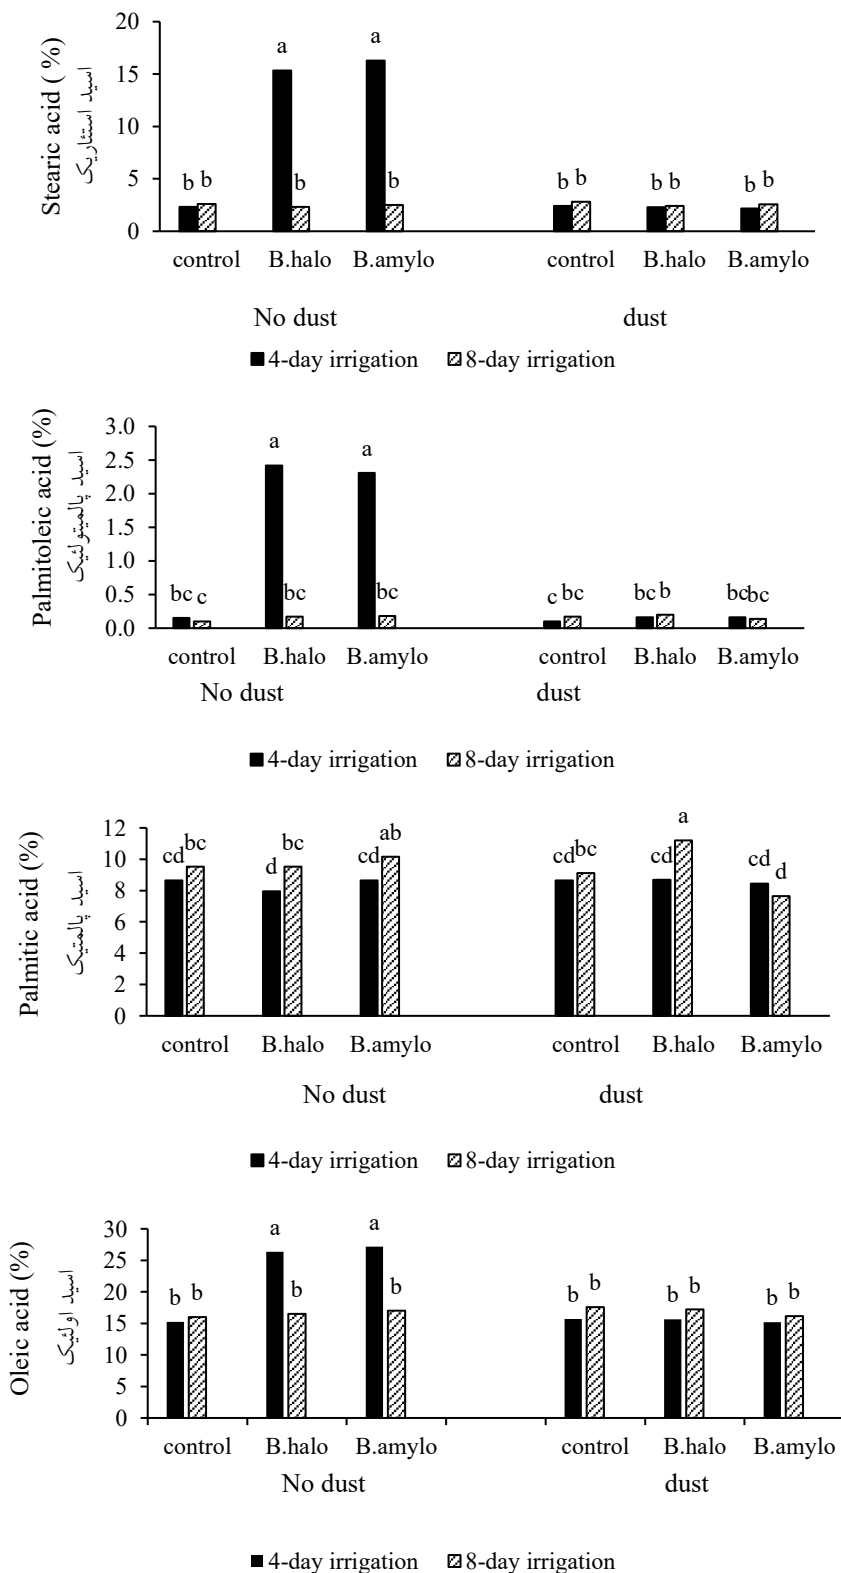 Stearic acid ( %)
اسید استئاریک
20
15
10
5
0
a
a
b b
b
b
b b
b b
b b
control B.halo B.amylo control B.halo B.amylo
No dust dust
4-day irrigation 8-day irrigation
Palmitoleic acid (%)
اسید پالمیتولئیک
3.0
2.5
2.0
1.5
1.0
0.5
0.0
a
a
bc c
bc
bc
c bc
bc b
bc bc
control B.halo B.amylo control B.halo B.amylo
No dust dust
4-day irrigation 8-day irrigation
Palmitic acid (%)
اسید پالمتیک
12
10
8
6
4
2
0
cd bc
d bc
cd ab
cd bc
cd a
cd d
control B.halo B.amylo control B.halo B.amylo
No dust dust
4-day irrigation 8-day irrigation
Oleic acid (%)
اسید اولئیک
30
25
20
15
10
5
0
b b
a b
a b
b b
b b
b b
control B.halo B.amylo control B.halo B.amylo
No dust dust
4-day irrigation 8-day irrigation